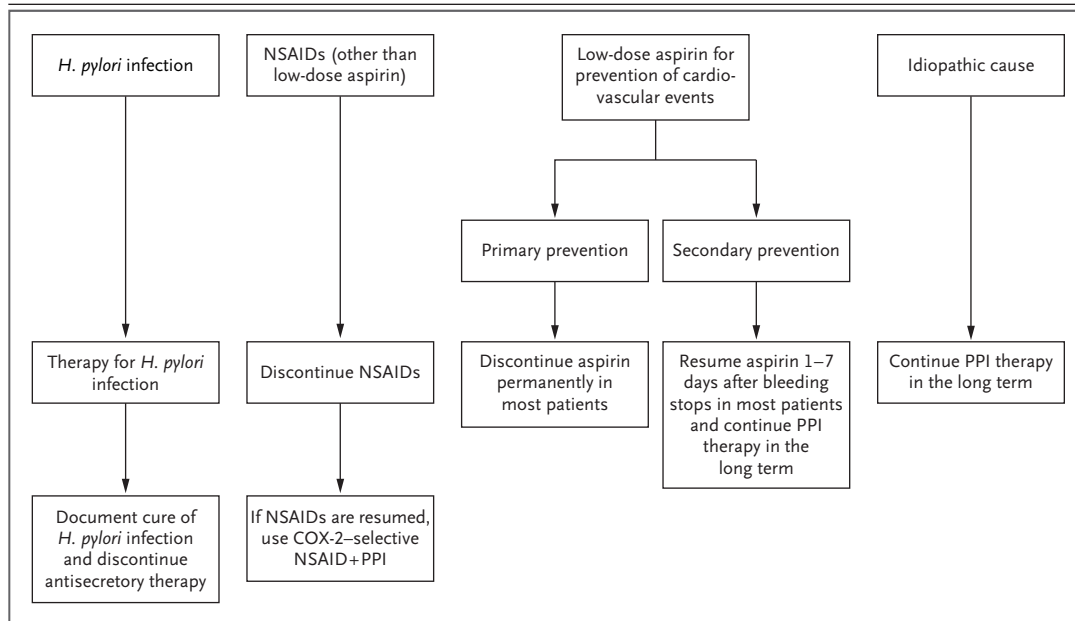 H. pylori infection
NSAIDs (other than
low-dose aspirin)
Low-dose aspirin for
prevention of cardio-
vascular events
Idiopathic cause
Primary prevention
Secondary prevention
Therapy for H. pylori
infection
Discontinue NSAIDs
Discontinue aspirin
permanently in
most patients
Resume aspirin 1–7
days after bleeding
stops in most patients
and continue PPI
therapy in the
long term
Continue PPI therapy
in the long term
Document cure of
H. pylori infection
and discontinue
antisecretory therapy
If NSAIDs are resumed,
use COX-2–selective
NSAID+PPI